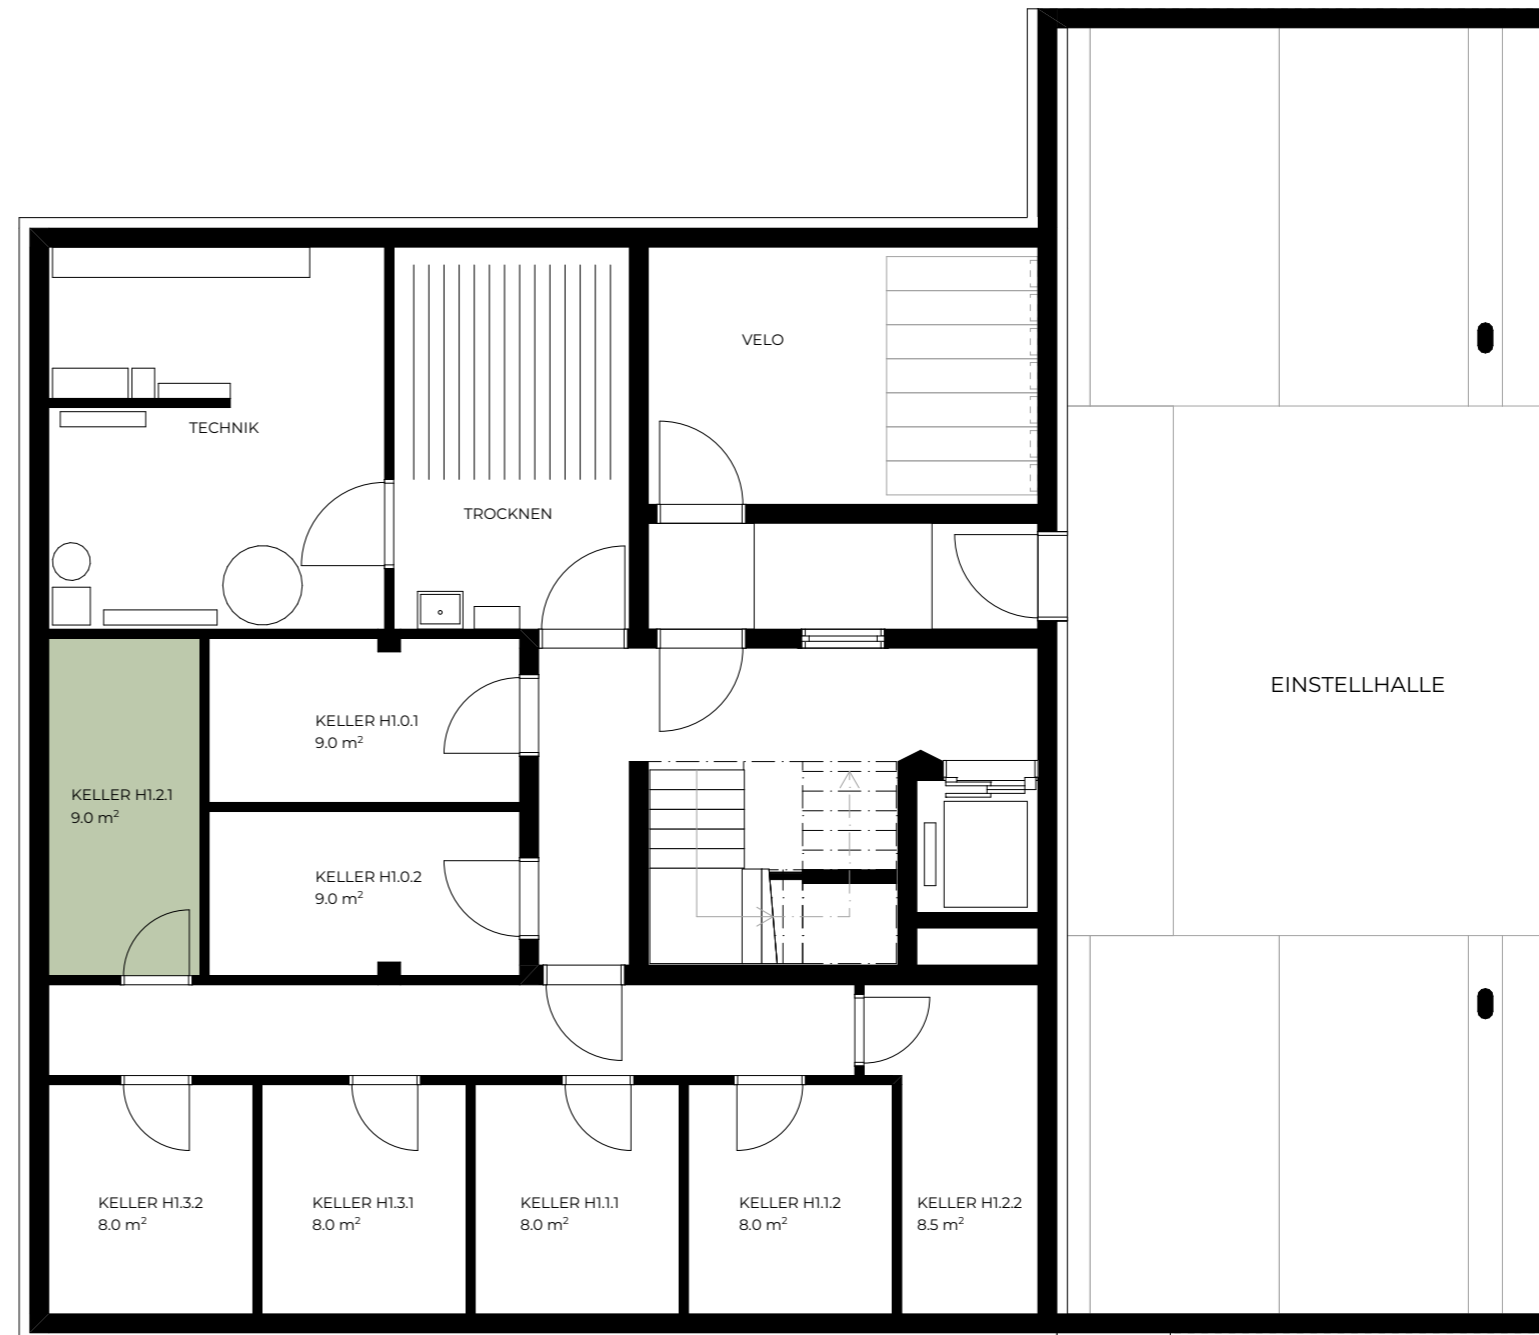 VELO
TECHNIK
TROCKNEN
EINSTELLHALLE
KELLER H1.0.1
9.0 m²
KELLER H1.2.1
9.0 m²
KELLER H1.0.2
9.0 m²
KELLER H1.3.2
8.0 m²
KELLER H1.3.1
8.0 m²
KELLER H1.1.1
8.0 m²
KELLER H1.1.2
8.0 m²
KELLER H1.2.2
8.5 m²